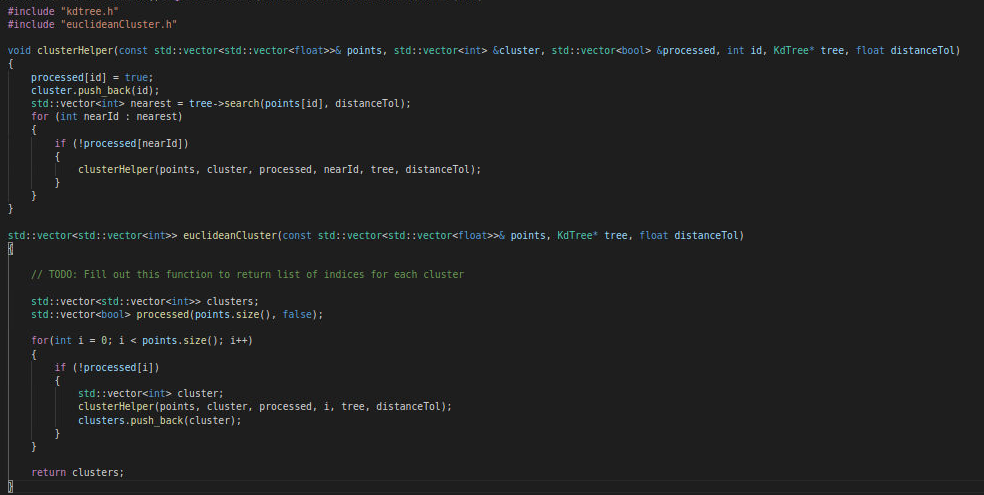 #include "kdtree.h"
#include "euclideanCluster.h"
void clusterHelper(const std::vector<std::vector<float>>& points, std::vector<int> &cluster, std::vector<bool> &processed, int id, KdTree* tree, float distanceTol)
{
processed[id] = true;
cluster.push_back(id);
std::vector<int> nearest = tree->search(points[id], distanceTol);
for (int nearId : nearest)
{
if (!processed[nearId])
{
clusterHelper(points, cluster, processed, nearId, tree, distanceTol);
}
}
}
std::vector<std::vector<int>> euclideanCluster(const std::vector<std::vector<float>>& points, KdTree* tree, float distanceTol)
{
// TODO: Fill out this function to return list of indices for each cluster
std::vector<std::vector<int>> clusters;
std::vector<bool> processed(points.size(), false);
for(int i = 0; i < points.size(); i++)
{
if (!processed[i])
{
std::vector<int> cluster;
clusterHelper(points, cluster, processed, i, tree, distanceTol);
clusters.push_back(cluster);
}
}
return clusters;
}